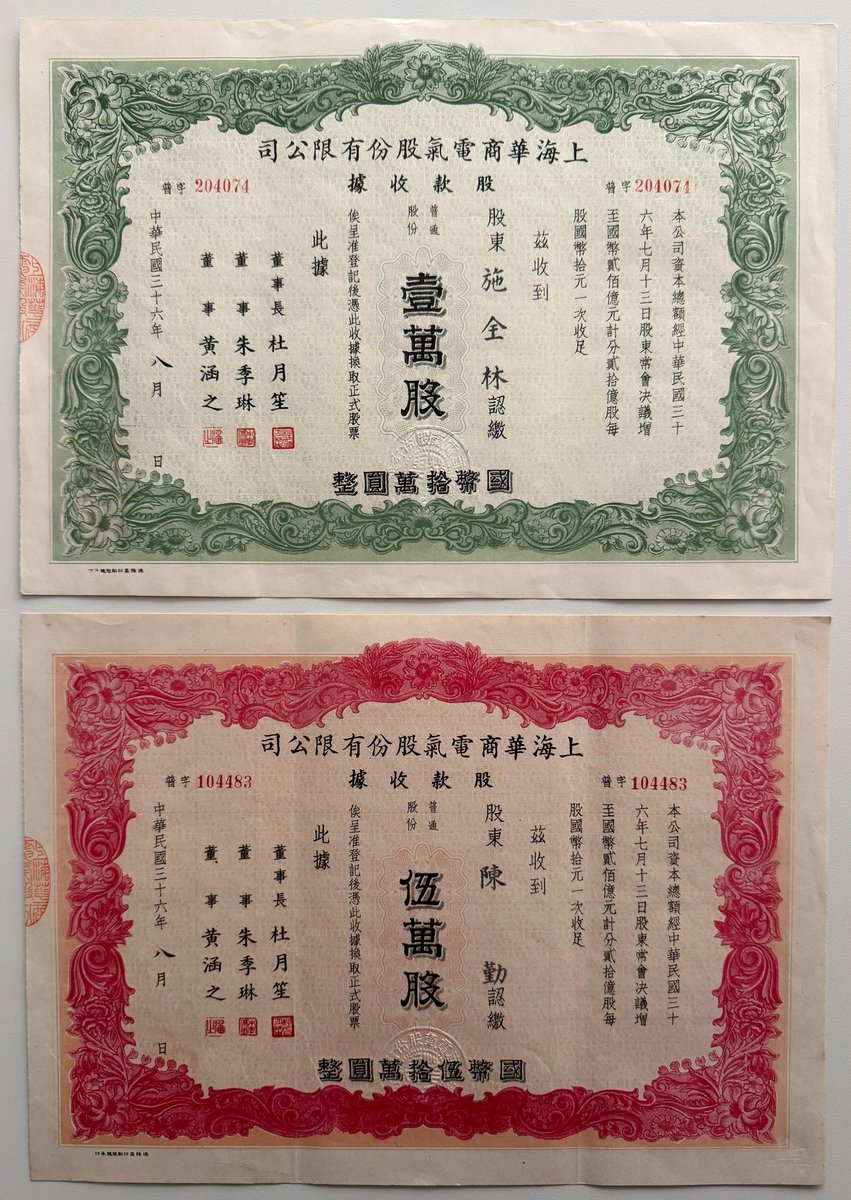 上海華商電氣股份有限公司
股款收據
普字 204074
普字 204074
本公司資本總額經中華民國三十
六年七月十三日股東常會決議增
至國幣貳佰億元計分貳拾億股每
股國幣拾元一次收足
茲收到
股東施全林認繳
普通
股份
壹萬股
國幣拾萬圓整
俟呈准登記後憑此收據換取正式股票
此據
董事長 杜月笙
董事 朱季琳
董事 黃涵之
中華民國三十六年八月 日
上海華商電氣股份有限公司
股款收據
普字 104483
普字 104483
本公司資本總額經中華民國三十
六年七月十三日股東常會決議增
至國幣貳佰億元計分貳拾億股每
股國幣拾元一次收足
茲收到
股東陳勤認繳
普通
股份
伍萬股
國幣伍拾萬圓整
俟呈准登記後憑此收據換取正式股票
此據
董事長 杜月笙
董事 朱季琳
董事 黃涵之
中華民國三十六年八月 日